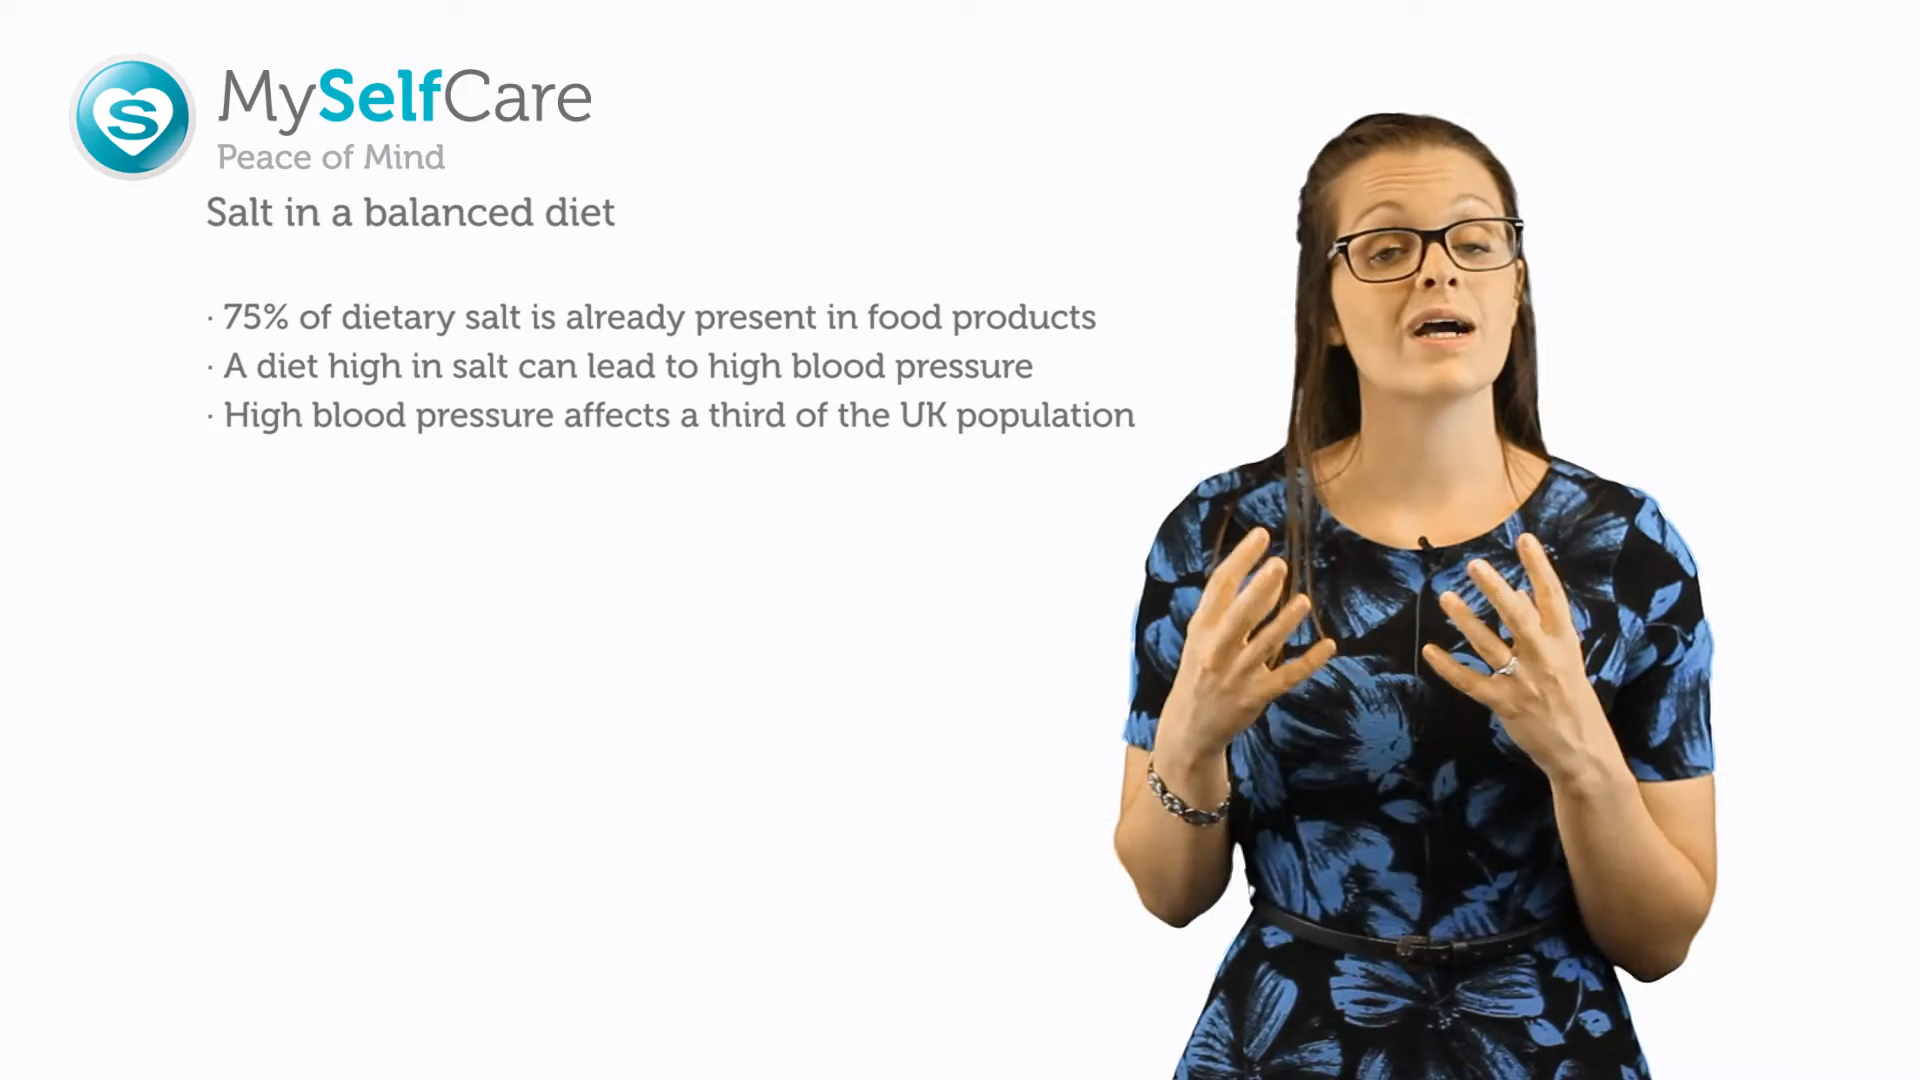 S
MySelfCare
Peace of Mind
Salt in a balanced diet
· 75% of dietary salt is already present in food products
· A diet high in salt can lead to high blood pressure
· High blood pressure affects a third of the UK population